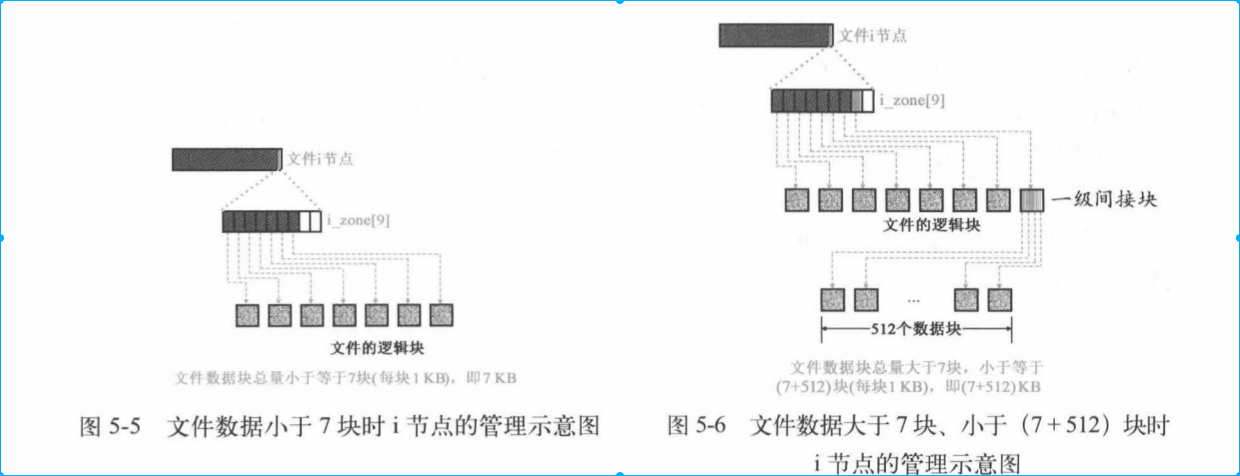 文件i节点
i_zone[9]
文件的逻辑块
文件数据块总量小于等于7块(每块1 KB)，即7 KB
图 5-5 文件数据小于 7 块时 i 节点的管理示意图
文件i节点
i_zone[9]
一级间接块
文件的逻辑块
...
512个数据块
文件数据块总量大于7块，小于等于
(7+512)块(每块1 KB)，即(7+512)KB
图 5-6 文件数据大于 7 块、小于（7 + 512）块时
i 节点的管理示意图